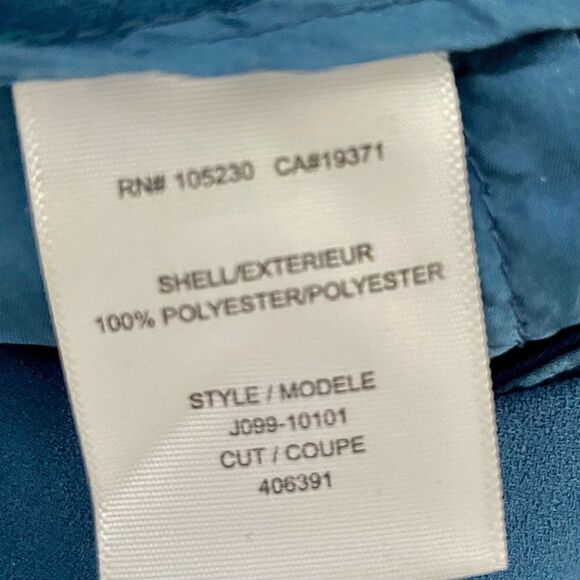 RN# 105230 CA#19371
SHELL/EXTERIEUR
100% POLYESTER/POLYESTER
STYLE / MODELE
J099-10101
CUT / COUPE
406391